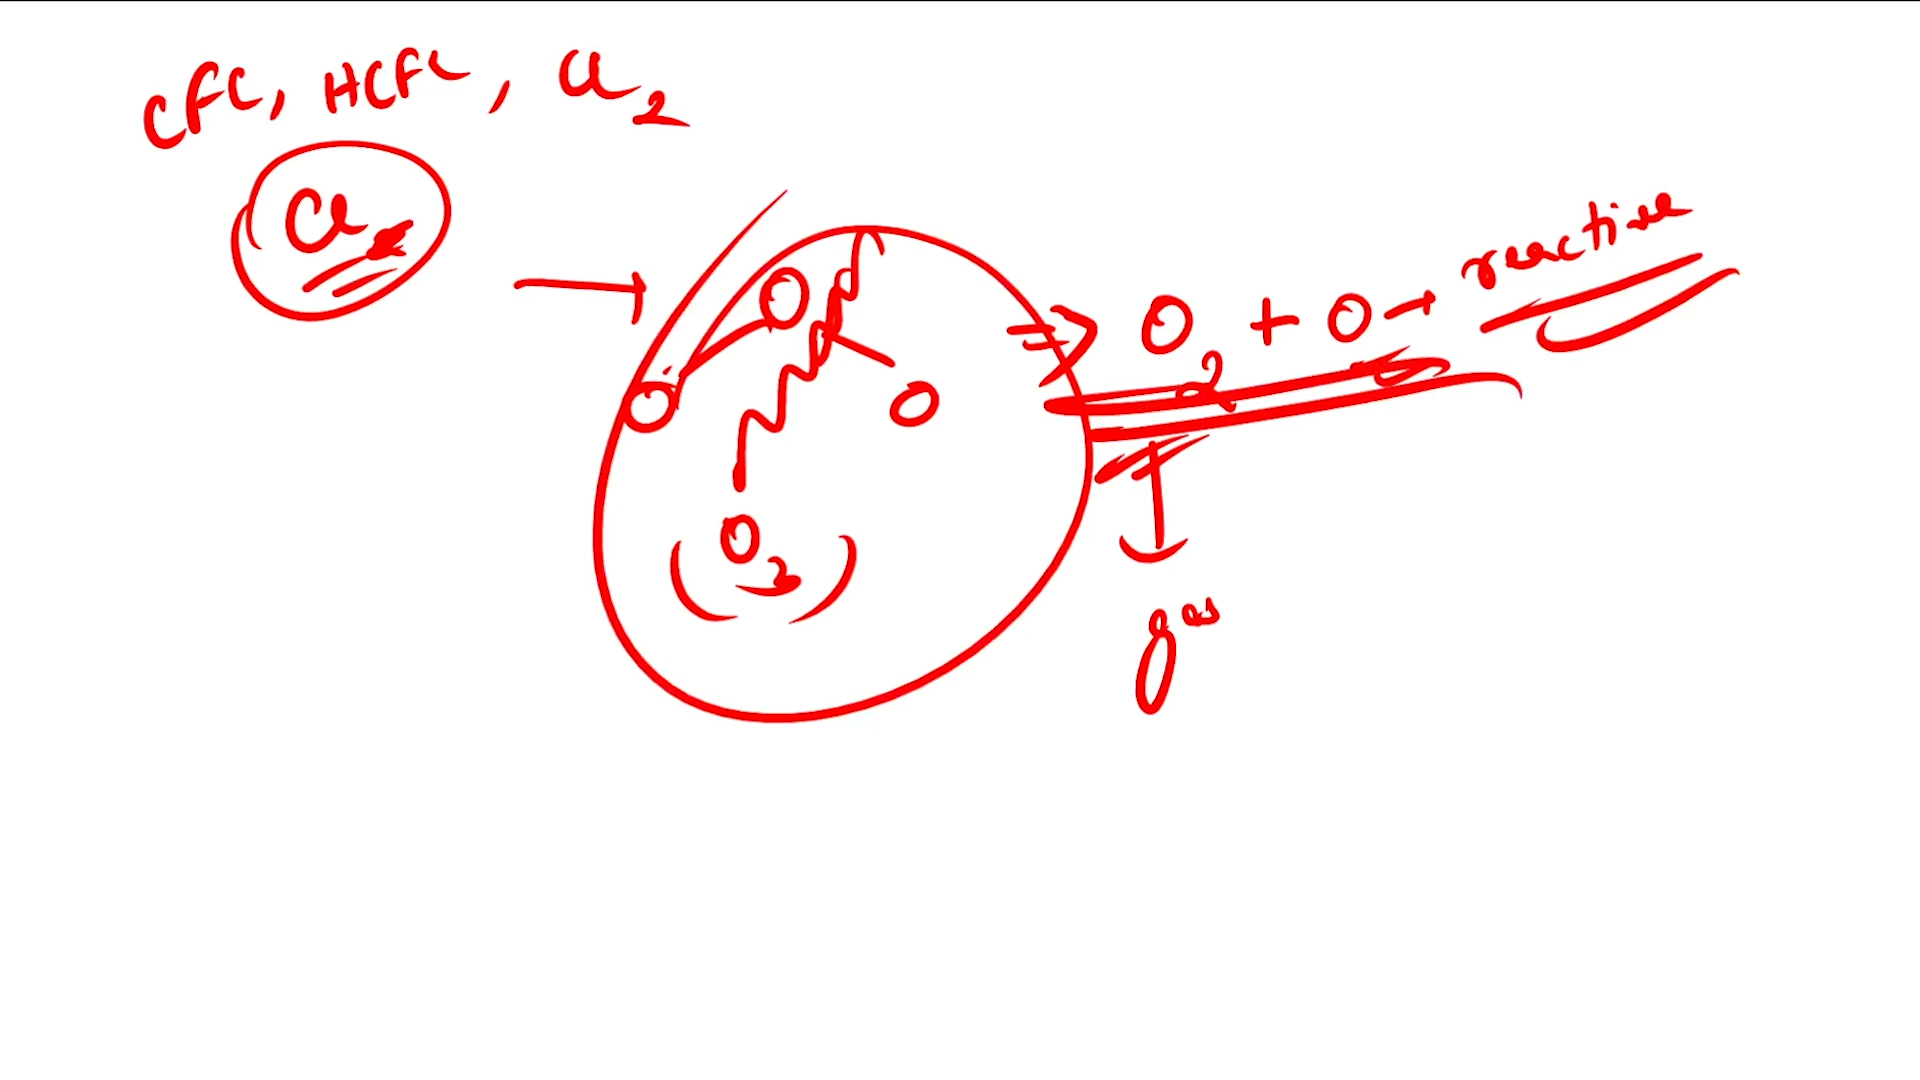 CFC, HCFC, Cl2
Cl
O O O
O2 + O → reactive
(O3)
gas